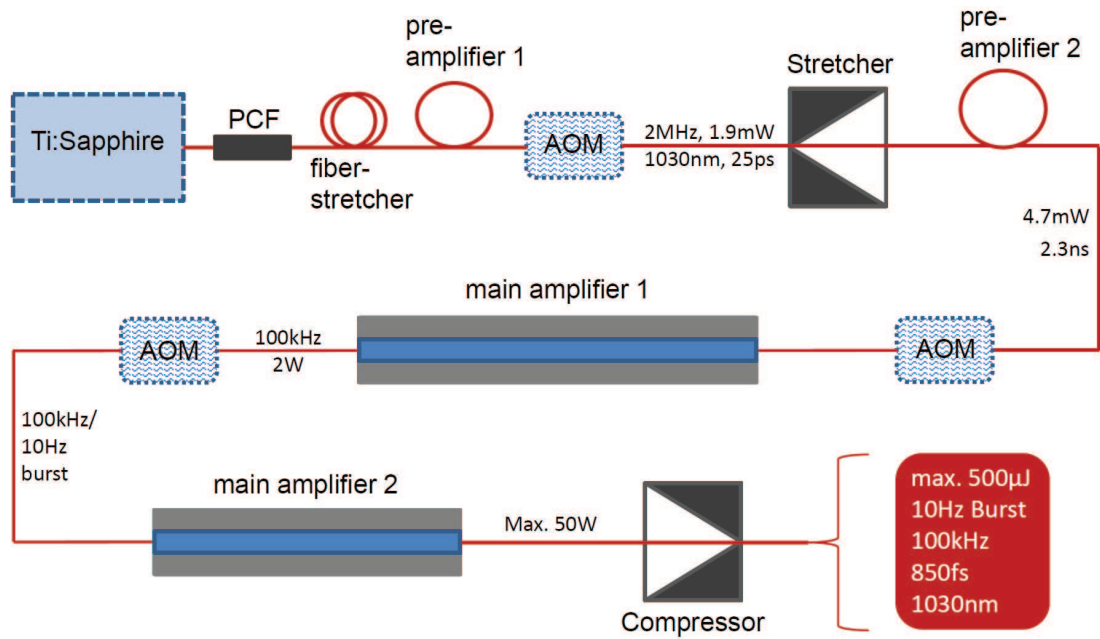 pre-
amplifier 1
pre-
amplifier 2
Stretcher
Ti:Sapphire
PCF
AOM
2MHz, 1.9mW
1030nm, 25ps
fiber-
stretcher
4.7mW
2.3ns
main amplifier 1
AOM
100kHz
2W
AOM
100kHz/
10Hz
burst
main amplifier 2
Max. 50W
Compressor
max. 500µJ
10Hz Burst
100kHz
850fs
1030nm